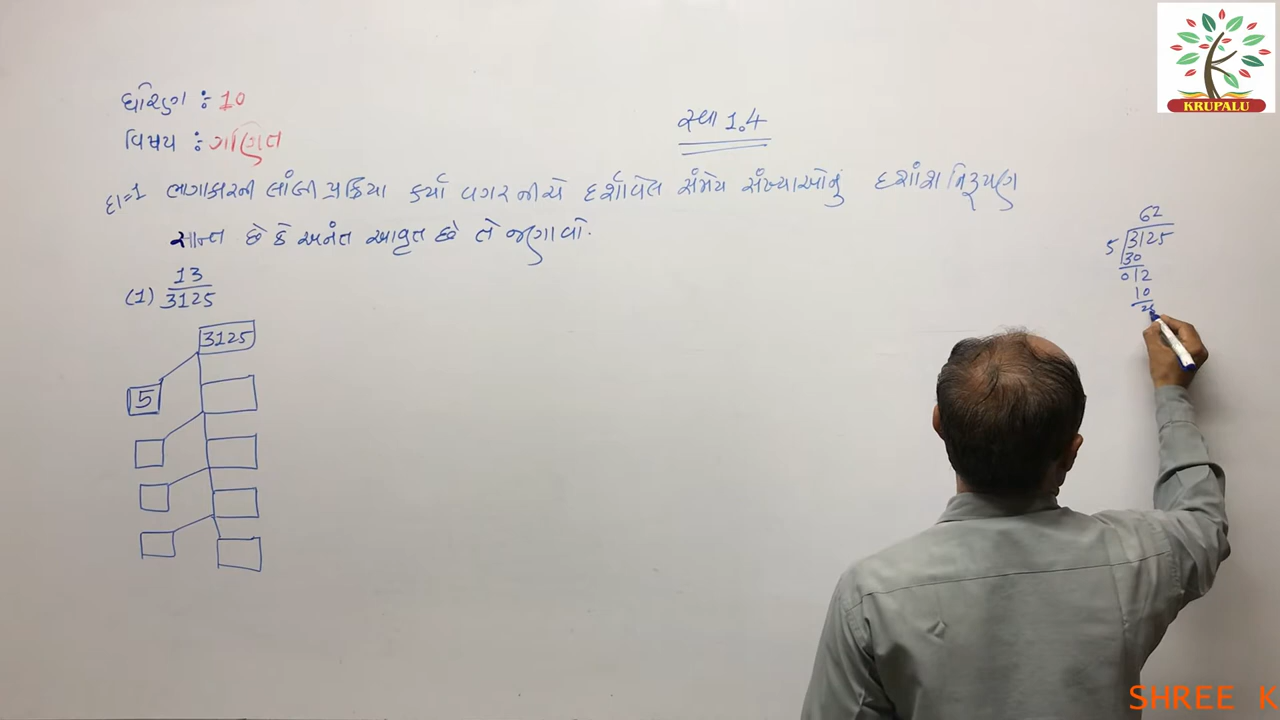 ધોરણ : 10
વિષય : ગણિત
સ્વા 1.4
દા=1 ભાગાકારની લાંબી પ્રક્રિયા કર્યા વગર નીચે દર્શાવેલ સંમેય સંખ્યાઓનું દશાંશ નિરૂપણ
સાન્ત છે કે અનંત આવૃત છે તે જણાવો.
(1) 13
3125
3125
5
62
5 3125
30
012
10
25
KRUPALU
SHREE K